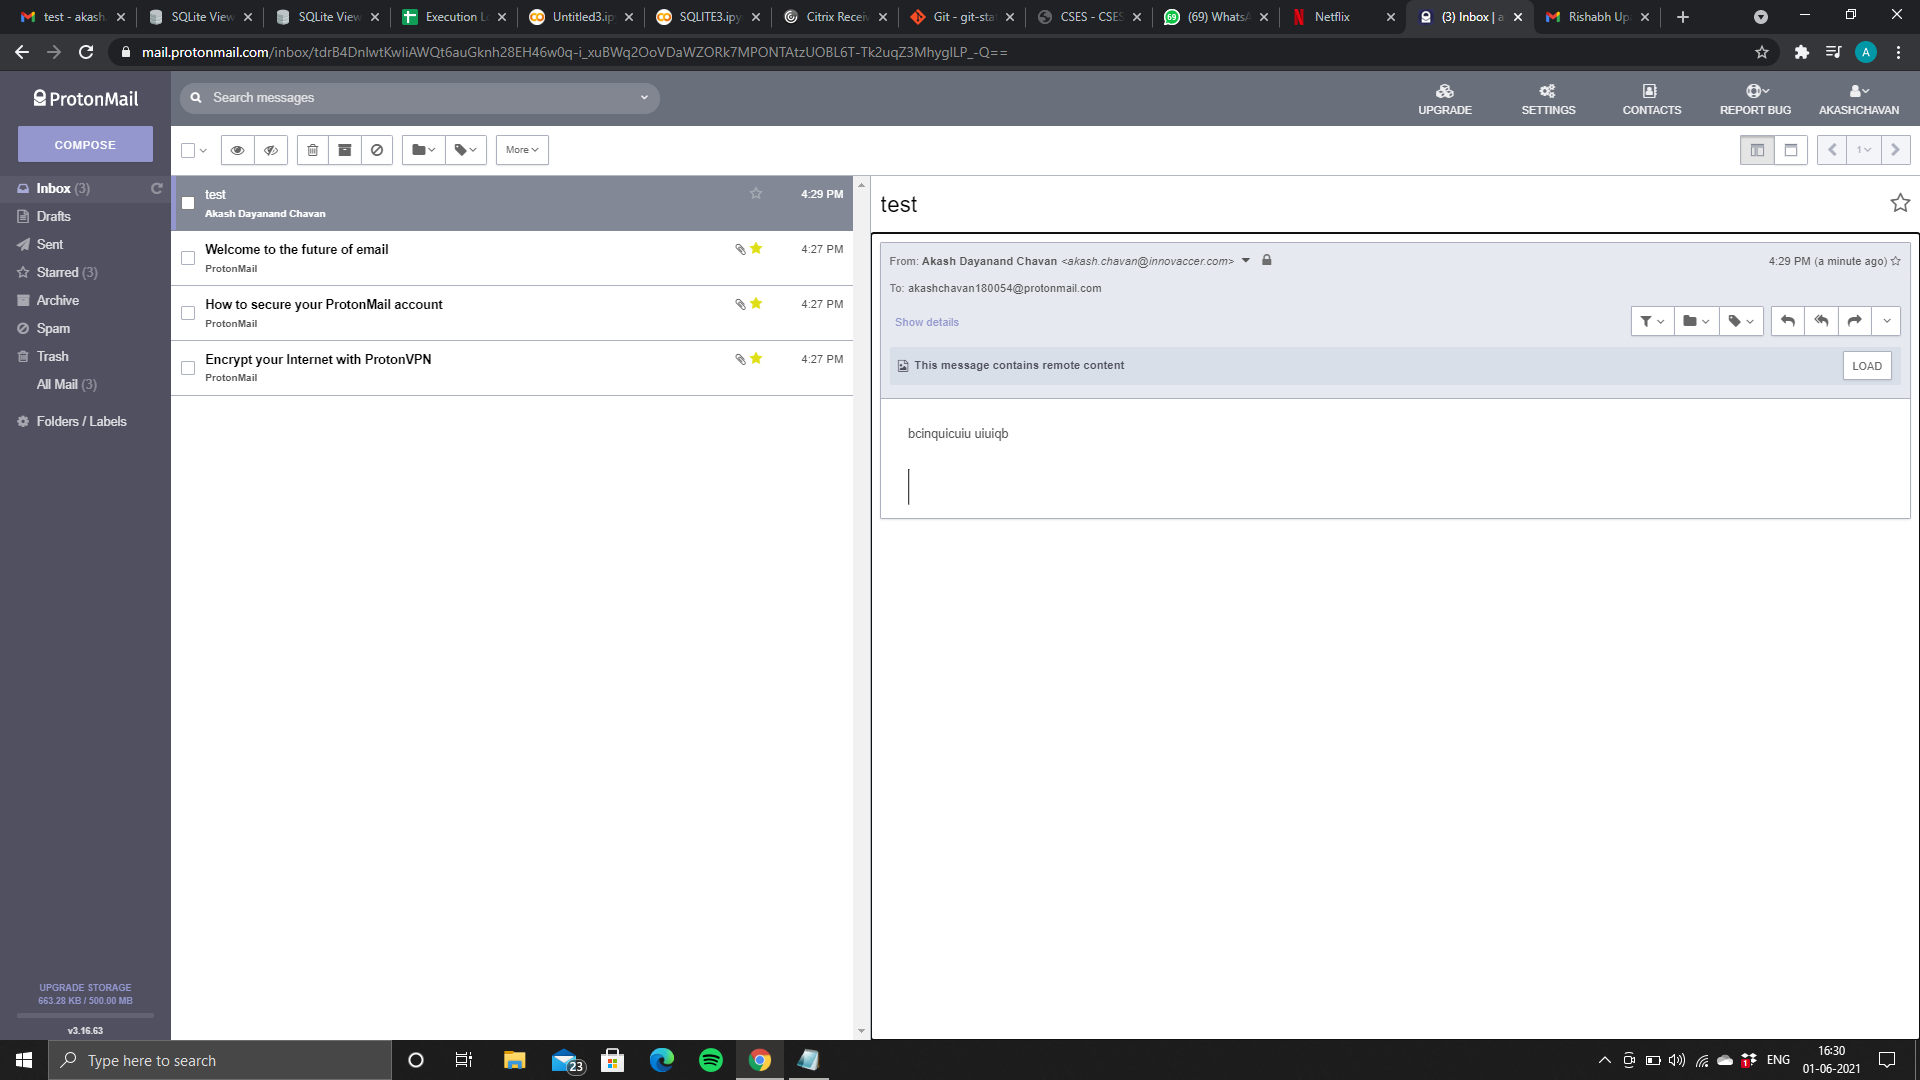 test - akash.
SQLite View
SQLite View
Execution Lo
Untitled3.ip
SQLITE3.ipy
Citrix Receiv
Git - git-sta
CSES - CSES
(69) WhatsA
Netflix
(3) Inbox | a
Rishabh Up
mail.protonmail.com
ProtonMail
Search messages
UPGRADE
SETTINGS
CONTACTS
REPORT BUG
AKASHCHAVAN
COMPOSE
More
1
Inbox (3)
Drafts
Sent
Starred (3)
Archive
Spam
Trash
All Mail (3)
Folders / Labels
UPGRADE STORAGE
663.28 KB / 500.00 MB
v3.16.63
test
4:29 PM
Akash Dayanand Chavan
Welcome to the future of email
4:27 PM
ProtonMail
How to secure your ProtonMail account
4:27 PM
ProtonMail
Encrypt your Internet with ProtonVPN
4:27 PM
ProtonMail
test
From: Akash Dayanand Chavan <akash.chavan@innovaccer.com>
4:29 PM (a minute ago)
To: akashchavan180054@protonmail.com
Show details
This message contains remote content
LOAD
bcinquicuiu uiuiqb
Type here to search
23
1
ENG
16:30
01-06-2021
A